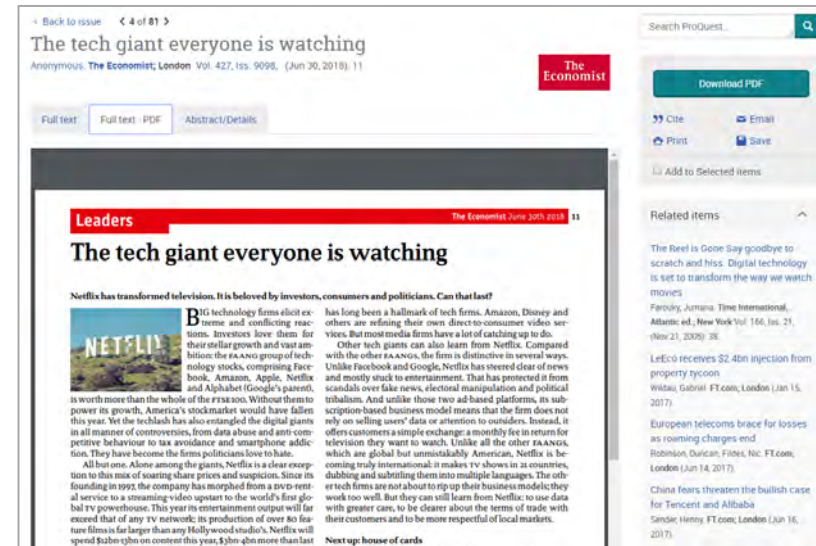 Back to issue
< 4 of 81 >
The tech giant everyone is watching
Anonymous. The Economist; London Vol. 427, Iss. 9098, (Jun 30, 2018): 11
The
Economist
Full text
Full text - PDF
Abstract/Details
Leaders
The Economist June 30th 2018 11
The tech giant everyone is watching
Netflix has transformed television. It is beloved by investors, consumers and politicians. Can that last?
NETFLIX
BIG technology firms elicit ex-
treme and conflicting reac-
tions. Investors love them for
their stellar growth and vast am-
bition: the FAANG group of tech-
nology stocks, comprising Face-
book, Amazon, Apple, Netflix
and Alphabet (Google's parent),
is worth more than the whole of the FTSE 100. Without them to
power its growth, America's stockmarket would have fallen
this year. Yet the techlash has also entangled the digital giants
in all manner of controversies, from data abuse and anti-com-
petitive behaviour to tax avoidance and smartphone addic-
tion. They have become the firms politicians love to hate.
All but one. Alone among the giants, Netflix is a clear excep-
tion to this mix of soaring share prices and suspicion. Since its
founding in 1997, the company has morphed from a DVD-rent-
al service to a streaming-video upstart to the world's first glo-
bal TV powerhouse. This year its entertainment output will far
exceed that of any TV network; its production of over 80 fea-
ture films is far larger than any Hollywood studio's. Netflix will
spend $12bn-13bn on content this year, $3bn-4bn more than last
has long been a hallmark of tech firms. Amazon, Disney and
others are refining their own direct-to-consumer video ser-
vices. But most media firms have a lot of catching up to do.
Other tech giants can also learn from Netflix. Compared
with the other FAANGs, the firm is distinctive in several ways.
Unlike Facebook and Google, Netflix has steered clear of news
and mostly stuck to entertainment. That has protected it from
scandals over fake news, electoral manipulation and political
tribalism. And unlike those two ad-based platforms, its sub-
scription-based business model means that the firm does not
rely on selling users' data or attention to outsiders. Instead, it
offers customers a simple exchange: a monthly fee in return for
television they want to watch. Unlike all the other FAANGs,
which are global but unmistakably American, Netflix is be-
coming truly international: it makes TV shows in 21 countries,
dubbing and subtitling them into multiple languages. The oth-
er tech firms are not about to rip up their business models; they
work too well. But they can still learn from Netflix: to use data
with greater care, to be clearer about the terms of trade with
their customers and to be more respectful of local markets.
Next up: house of cards
Search ProQuest...
Download PDF
Cite
Email
Print
Save
Add to Selected items
Related items
The Reel is Gone Say goodbye to
scratch and hiss. Digital technology
is set to transform the way we watch
movies
Farouky, Jumana. Time International,
Atlantic ed.; New York Vol. 166, Iss. 21,
(Nov 21, 2005): 38.
LeEco receives $2.4bn injection from
property tycoon
Wildau, Gabriel. FT.com; London (Jan 15,
2017).
European telecoms brace for losses
as roaming charges end
Robinson, Duncan; Fildes, Nic. FT.com;
London (Jun 14, 2017).
China fears threaten the bullish case
for Tencent and Alibaba
Sender, Henny. FT.com; London (Jun 16,
2017).